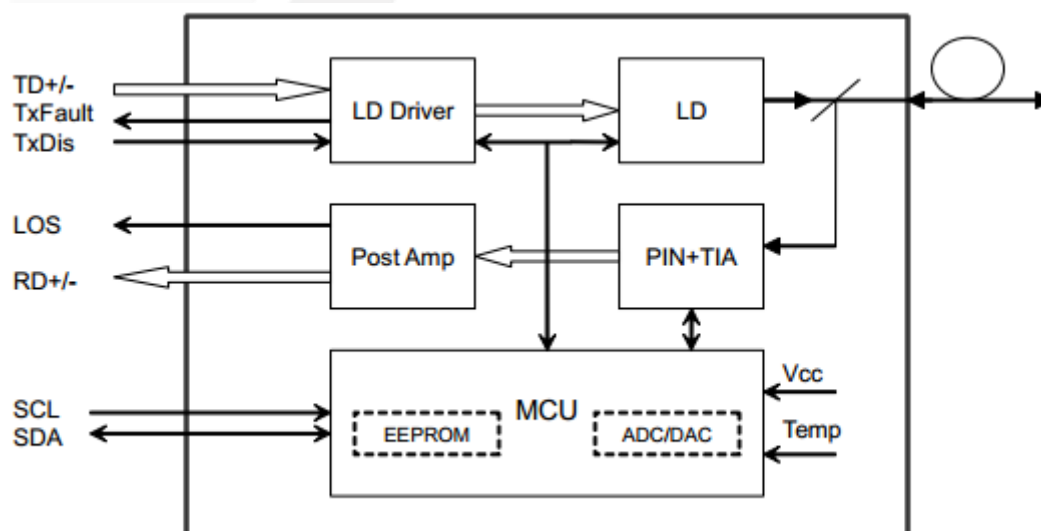 TD+/-
TxFault
TxDis
LD Driver
LD
LOS
RD+/-
Post Amp
PIN+TIA
SCL
SDA
MCU
EEPROM
ADC/DAC
Vcc
Temp